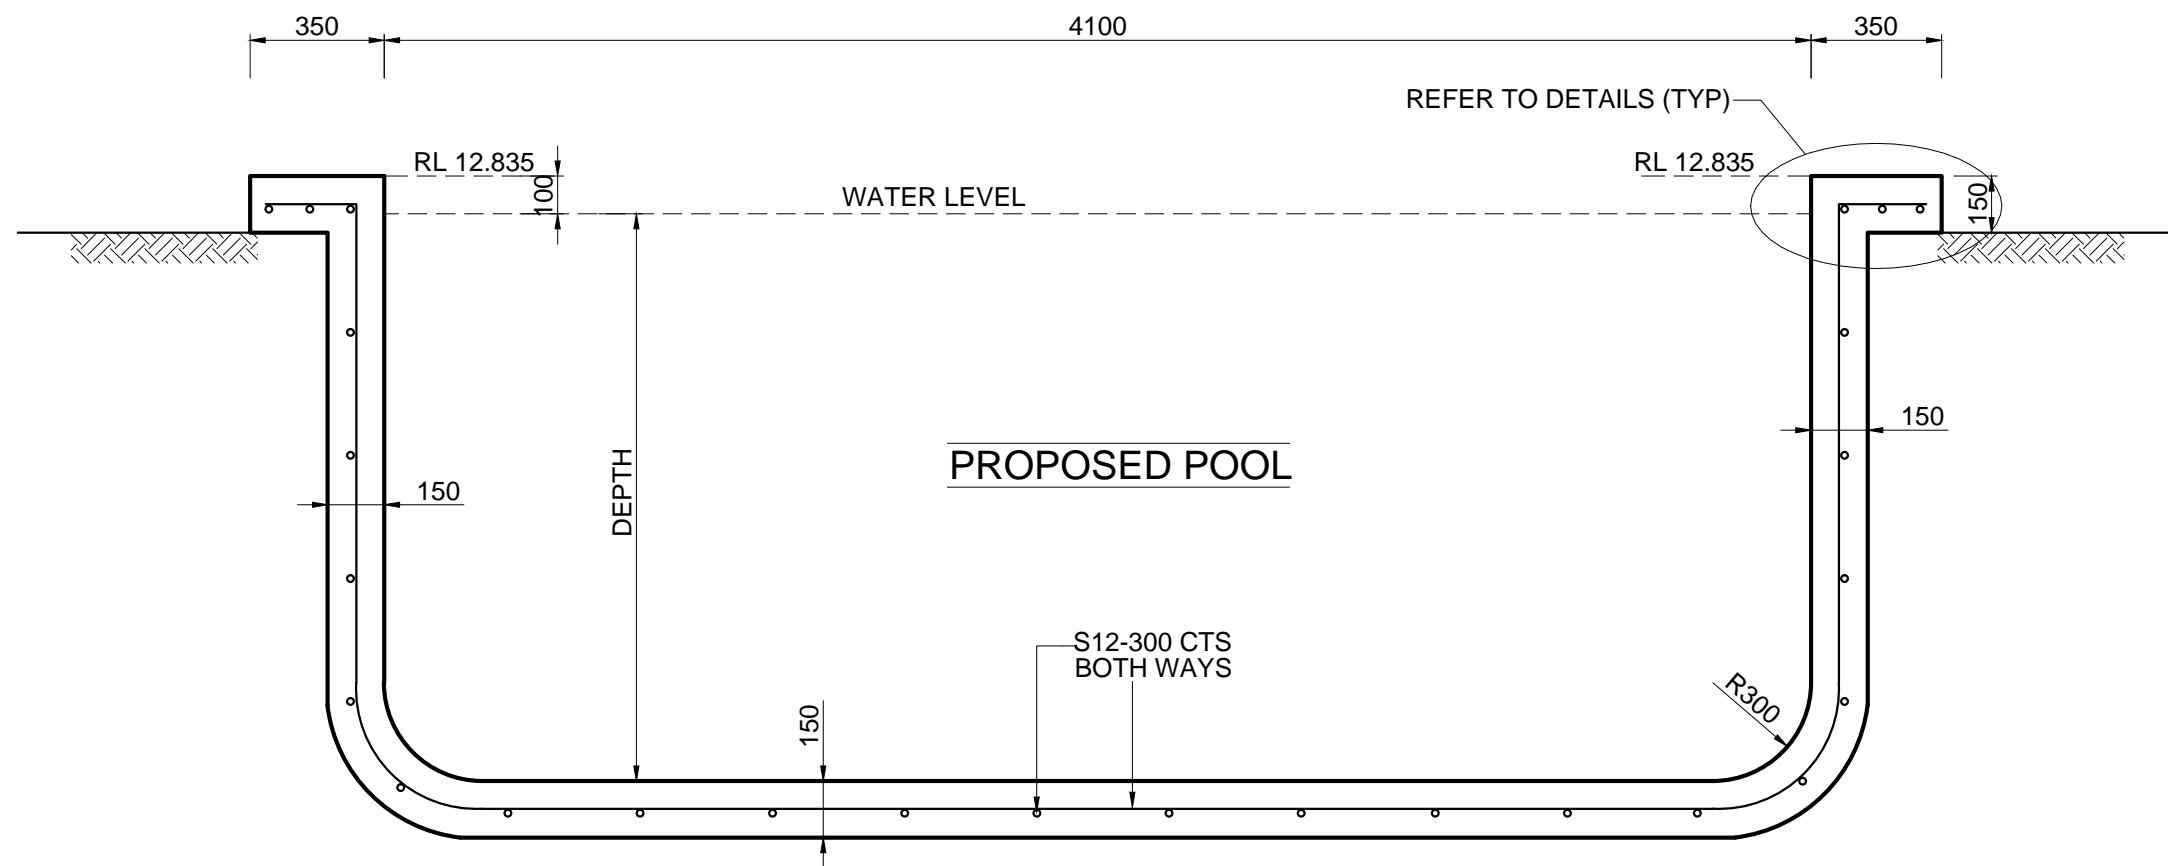 350
4100
350
REFER TO DETAILS (TYP)
RL 12.835
RL 12.835
100
WATER LEVEL
150
150
PROPOSED POOL
DEPTH
150
S12-300 CTS
BOTH WAYS
R300
150